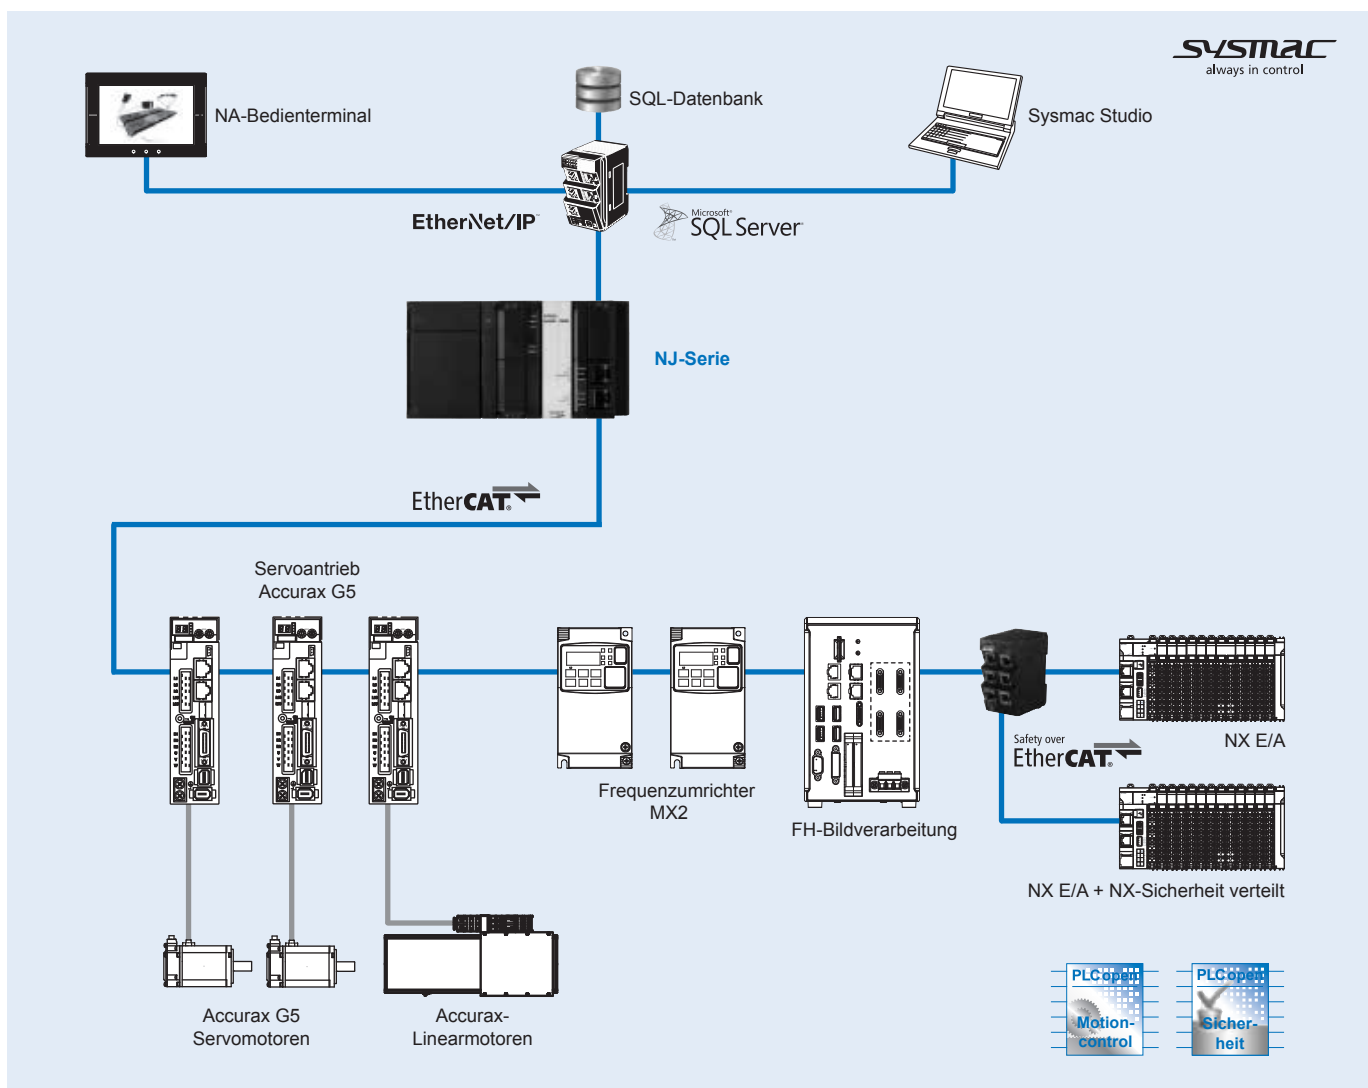 sysmac
always in control
NA-Bedienterminal
SQL-Datenbank
Sysmac Studio
EtherNet/IP™
Microsoft®
SQL Server™
NJ-Serie
EtherCAT®
Servoantrieb
Accurax G5
Frequenzumrichter
MX2
FH-Bildverarbeitung
Safety over
EtherCAT®
NX E/A
NX E/A + NX-Sicherheit verteilt
Accurax G5
Servomotoren
Accurax-
Linearmotoren
PLCopen
Motion-
control
PLCopen
Sicher-
heit